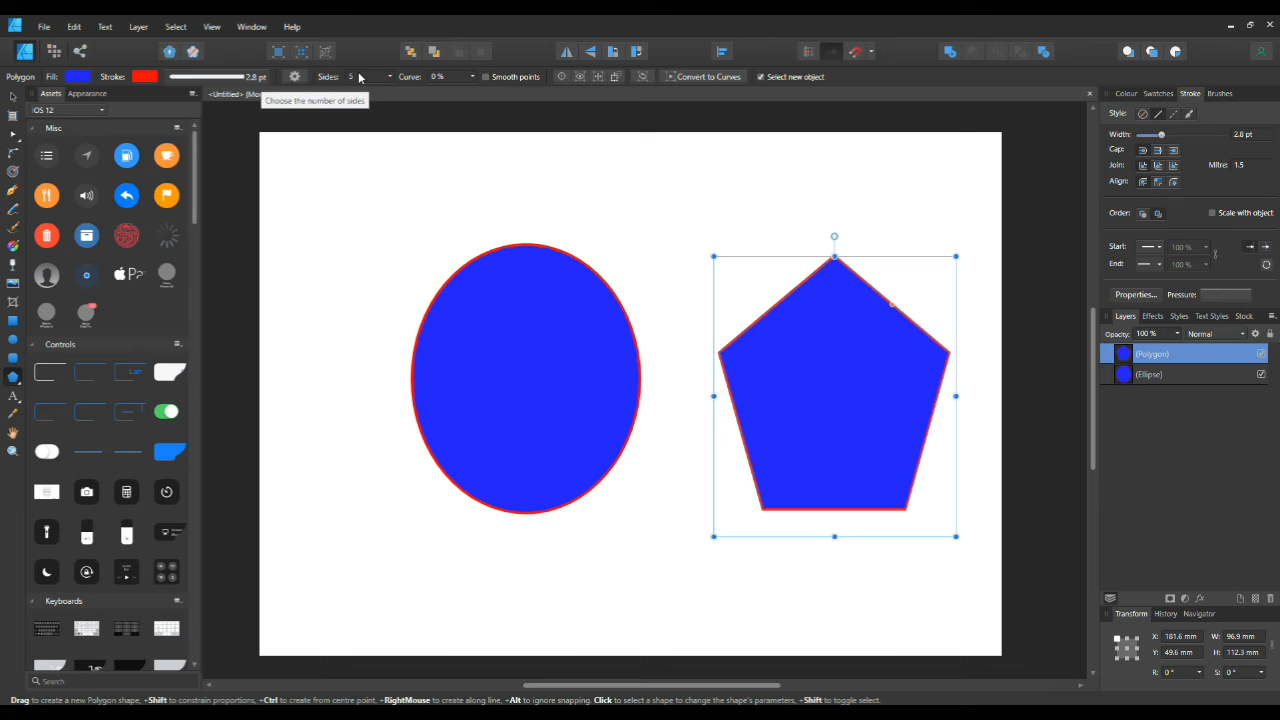 File Edit Text Layer Select View Window Help
Polygon Fill: Stroke: 2.8 pt Sides: 5 Curve: 0 % Smooth points Convert to Curves Select new object
Choose the number of sides
Assets Appearance
<Untitled>
iOS 12
Misc
Pay
Controls
Keyboards
Search
Colour Swatches Stroke Brushes
Style:
Width: 2.8 pt
Cap:
Join: Mitre: 1.5
Align:
Order: Scale with object
Start: 100 %
End: 100 %
Properties... Pressure:
Layers Effects Styles Text Styles Stock
Opacity: 100 % Normal
(Polygon)
(Ellipse)
Transform History Navigator
X: 181.6 mm W: 96.9 mm
Y: 49.6 mm H: 112.3 mm
R: 0 ° S: 0 °
Drag to create a new Polygon shape, +Shift to constrain proportions, +Ctrl to create from centre point, +RightMouse to create along line, +Alt to ignore snapping. Click to select a shape to change the shape's parameters, +Shift to toggle select.